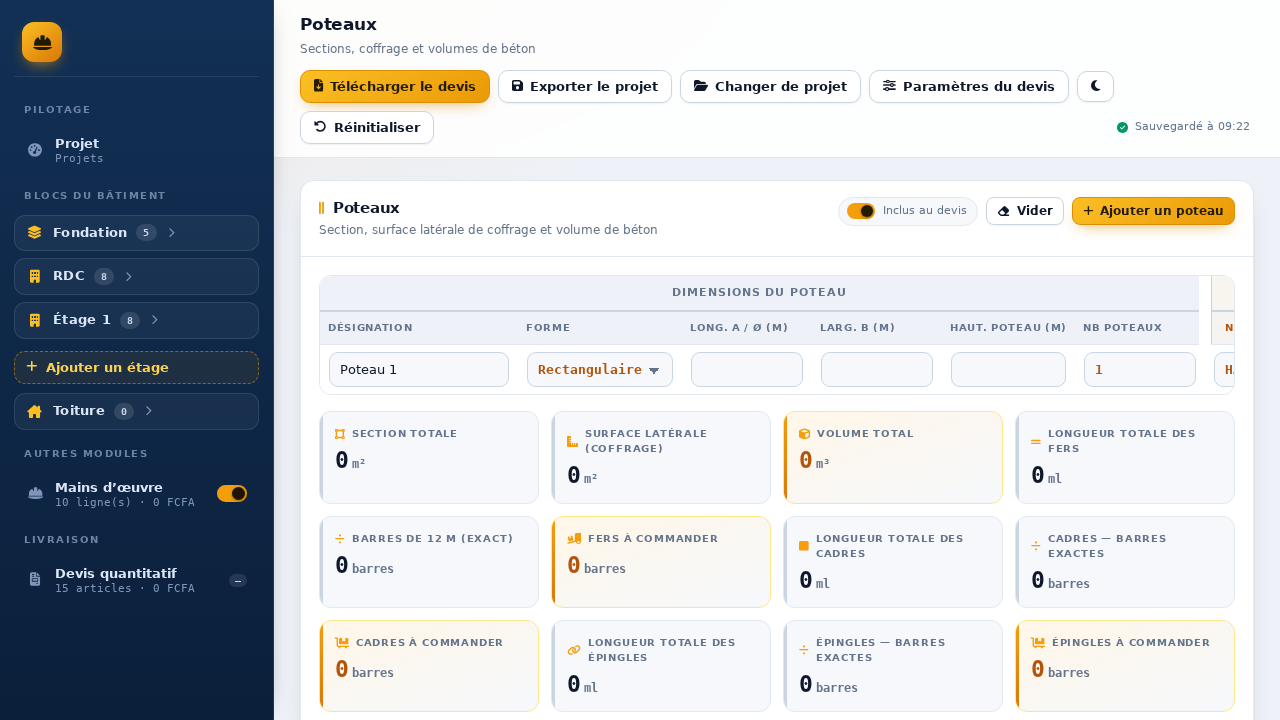 PILOTAGE
Projet
Projets
BLOCS DU BÂTIMENT
Fondation 5
RDC 8
Étage 1 8
+ Ajouter un étage
Toiture 0
AUTRES MODULES
Mains d’œuvre
10 ligne(s) · 0 FCFA
LIVRAISON
Devis quantitatif
15 articles · 0 FCFA
—
Poteaux
Sections, coffrage et volumes de béton
Télécharger le devis
Exporter le projet
Changer de projet
Paramètres du devis
Réinitialiser
Sauvegardé à 09:22
Poteaux
Section, surface latérale de coffrage et volume de béton
Inclus au devis
Vider
+ Ajouter un poteau
DIMENSIONS DU POTEAU
DÉSIGNATION FORME LONG. A / Ø (M) LARG. B (M) HAUT. POTEAU (M) NB POTEAUX
Poteau 1 Rectangulaire 1
SECTION TOTALE
0 m²
SURFACE LATÉRALE
(COFFRAGE)
0 m²
VOLUME TOTAL
0 m³
LONGUEUR TOTALE DES
FERS
0 ml
BARRES DE 12 M (EXACT)
0 barres
FERS À COMMANDER
0 barres
LONGUEUR TOTALE DES
CADRES
0 ml
CADRES — BARRES
EXACTES
0 barres
CADRES À COMMANDER
0 barres
LONGUEUR TOTALE DES
ÉPINGLES
0 ml
ÉPINGLES — BARRES
EXACTES
0 barres
ÉPINGLES À COMMANDER
0 barres